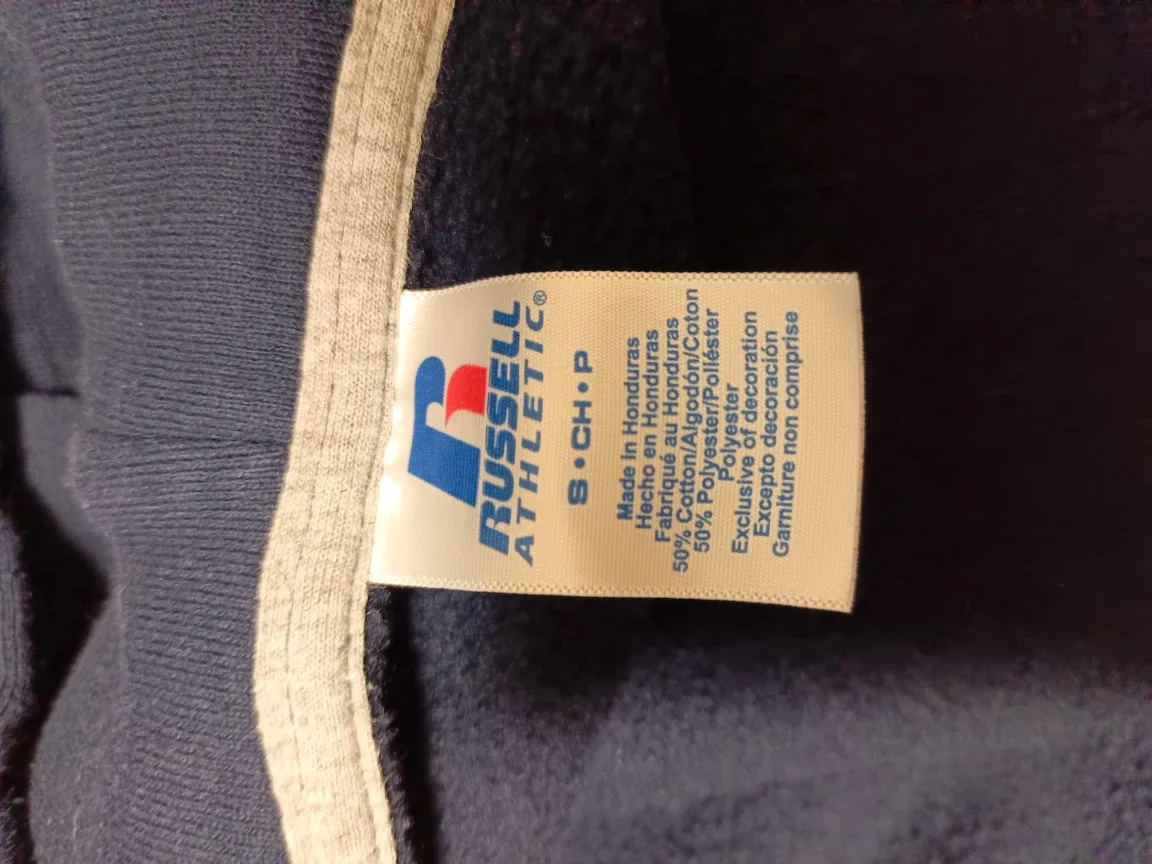 RUSSELL
ATHLETIC®
S • CH • P
Made in Honduras
Hecho en Honduras
Fabriqué au Honduras
50% Cotton/Algodón/Coton
50% Polyester/Poliéster
Polyester
Exclusive of decoration
Excepto decoración
Garniture non comprise